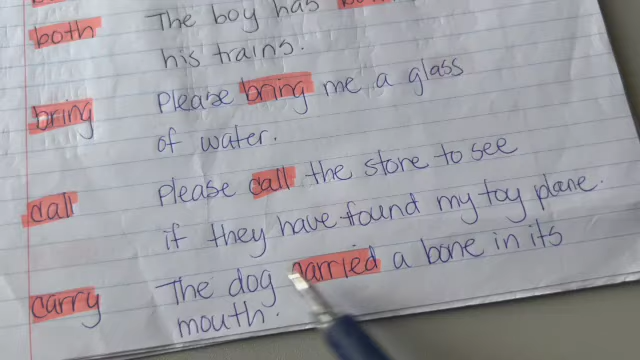 both The boy has
his trains.
bring Please bring me a glass
of water.
call Please call the store to see
if they have found my toy plane.
carry The dog carried a bone in its
mouth.